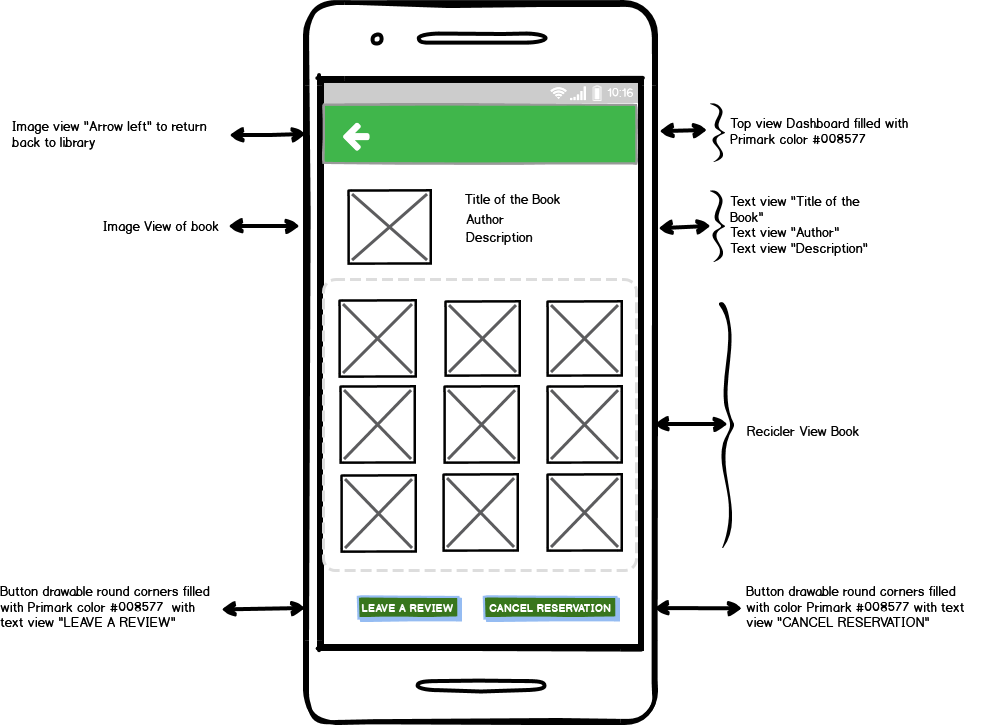 10:16
Image view "Arrow left" to return
back to library
Top view Dashboard filled with
Primark color #008577
Image View of book
Title of the Book
Author
Description
Text view "Title of the
Book"
Text view "Author"
Text view "Description"
Recicler View Book
Button drawable round corners filled
with Primark color #008577 with
text view "LEAVE A REVIEW"
LEAVE A REVIEW
CANCEL RESERVATION
Button drawable round corners filled
with color Primark #008577 with text
view "CANCEL RESERVATION"